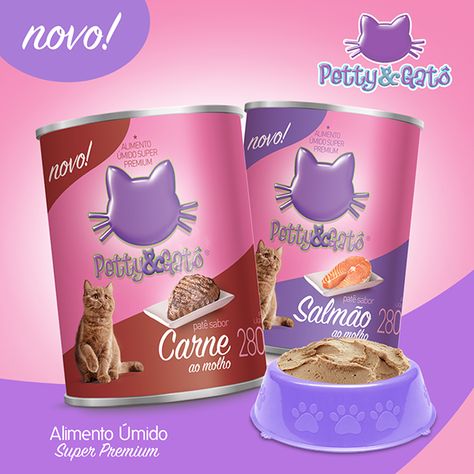 novo!
Petty&Gatô
novo!
ALIMENTO
ÚMIDO SUPER
PREMIUM
Petty&Gatô
patê sabor
Carne
ao molho
280
novo!
ALIMENTO
ÚMIDO SUPER
PREMIUM
Petty&Gatô
patê sabor
Salmão
ao molho
280
Alimento Úmido
Super Premium